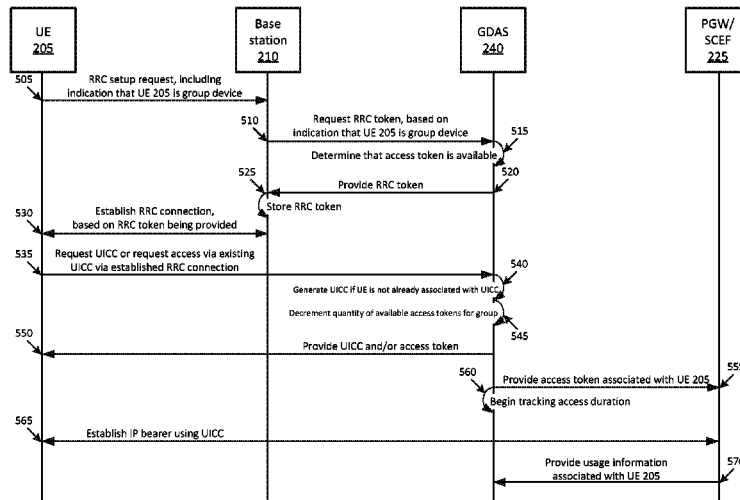 UE
205
Base
station
210
GDAS
240
PGW/
SCEF
225
505
RRC setup request, including
indication that UE 205 is group device
510
Request RRC token, based on
indication that UE 205 is group device
515
Determine that access token is available
520
Provide RRC token
525
Store RRC token
530
Establish RRC connection,
based on RRC token being provided
535
Request UICC or request access via existing
UICC via established RRC connection
540
Generate UICC if UE is not already associated with UICC
Decrement quantity of available access tokens for group
545
550
Provide UICC and/or access token
555
Provide access token associated with UE 205
560
Begin tracking access duration
565
Establish IP bearer using UICC
570
Provide usage information
associated with UE 205